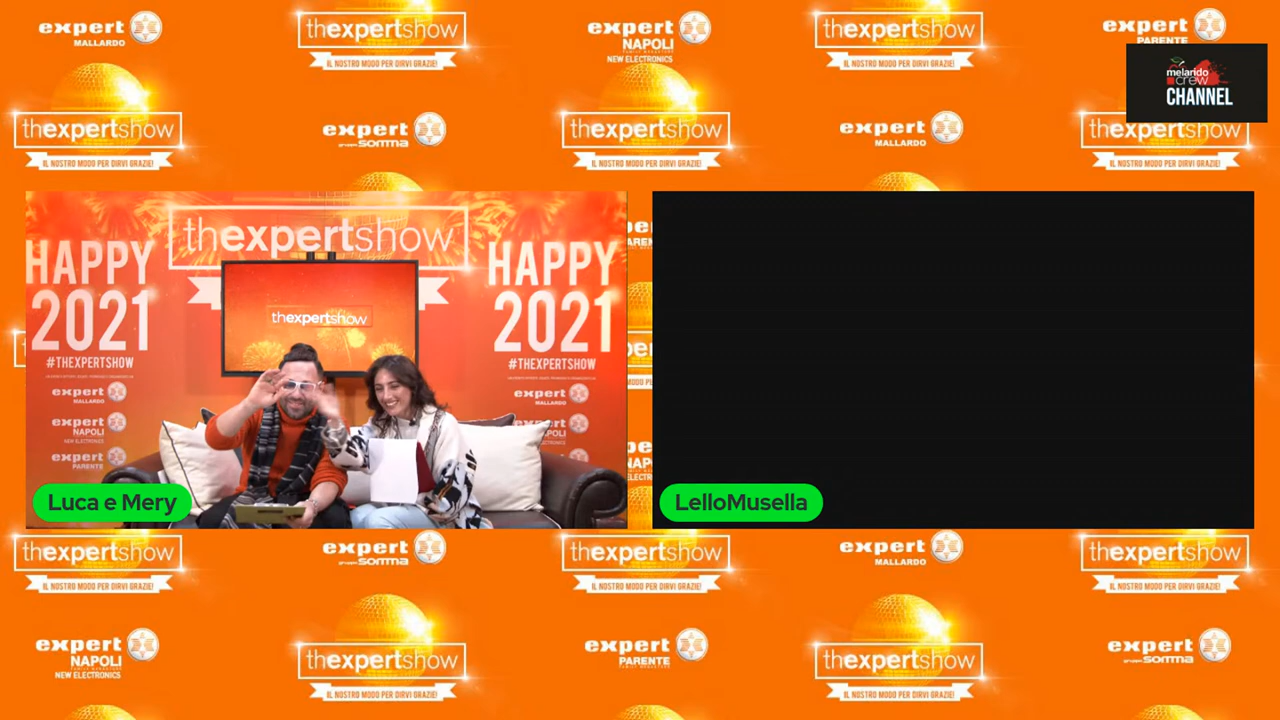 expert
MALLARDO
theexpertshow
IL NOSTRO MODO PER DIRVI GRAZIE!
expert
NAPOLI
NEW ELECTRONICS
theexpertshow
IL NOSTRO MODO PER DIRVI GRAZIE!
expert
PARENTE
melarido
crew
CHANNEL
theexpertshow
IL NOSTRO MODO PER DIRVI GRAZIE!
expert
gruppo somma
theexpertshow
IL NOSTRO MODO PER DIRVI GRAZIE!
expert
MALLARDO
theexpertshow
IL NOSTRO MODO PER DIRVI GRAZIE!
theexpertshow
HAPPY
2021
#THEXPERTSHOW
expert
MALLARDO
expert
NAPOLI
NEW ELECTRONICS
expert
PARENTE
theexpertshow
HAPPY
2021
#THEXPERTSHOW
expert
MALLARDO
NAPOLI
Luca e Mery
LelloMusella
theexpertshow
IL NOSTRO MODO PER DIRVI GRAZIE!
expert
gruppo somma
theexpertshow
IL NOSTRO MODO PER DIRVI GRAZIE!
expert
MALLARDO
theexpertshow
IL NOSTRO MODO PER DIRVI GRAZIE!
expert
NAPOLI
NEW ELECTRONICS
theexpertshow
IL NOSTRO MODO PER DIRVI GRAZIE!
expert
PARENTE
theexpertshow
IL NOSTRO MODO PER DIRVI GRAZIE!
expert
gruppo somma